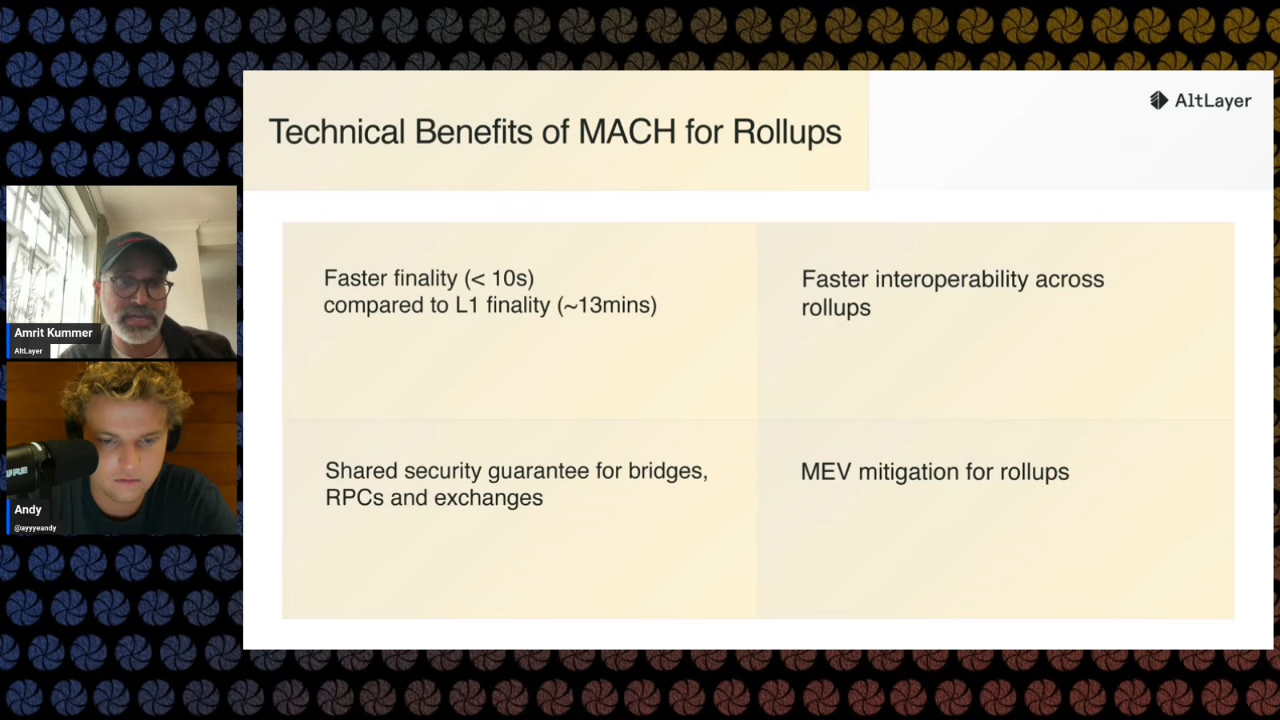 Technical Benefits of MACH for Rollups
AltLayer
Faster finality (< 10s)
compared to L1 finality (~13mins)
Faster interoperability across
rollups
Shared security guarantee for bridges,
RPCs and exchanges
MEV mitigation for rollups
Amrit Kummer
AltLayer
URE
Andy
@ayyyeandy